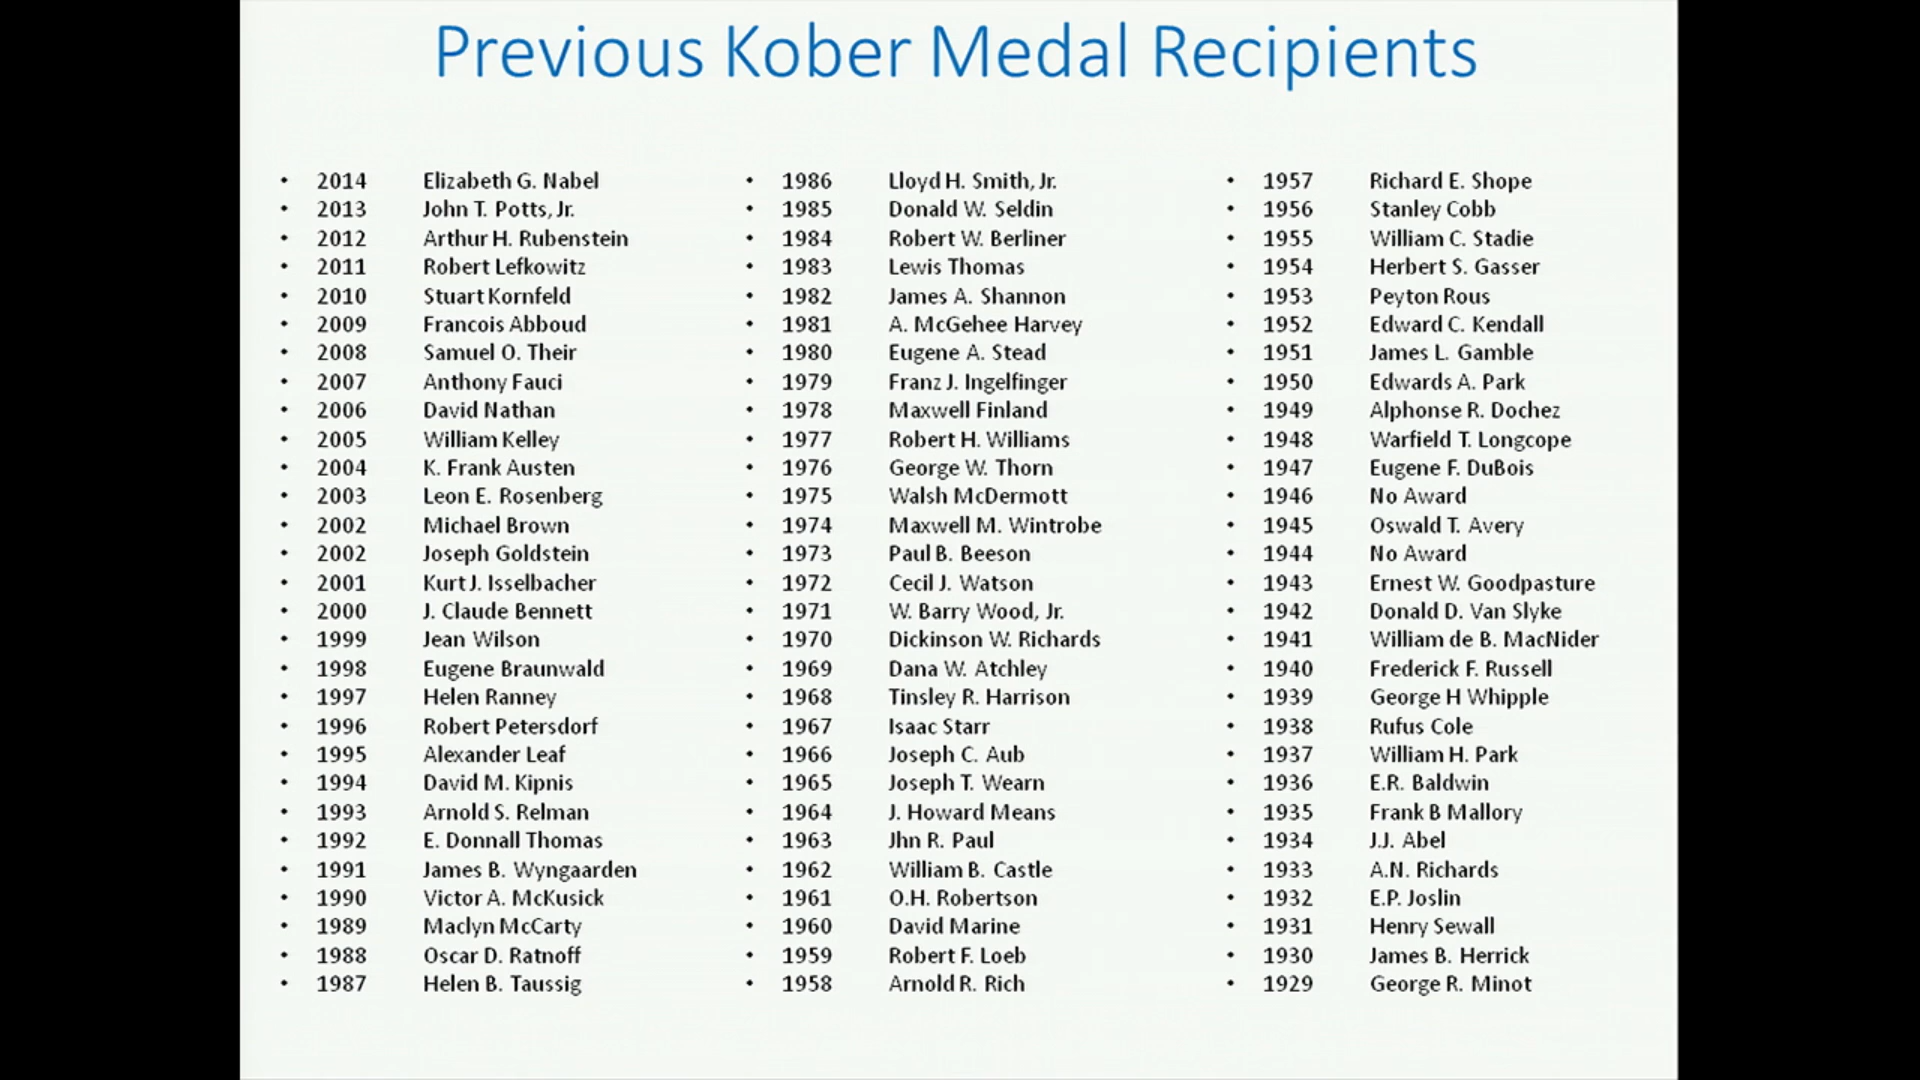 Previous Kober Medal Recipients
• 2014 Elizabeth G. Nabel
• 2013 John T. Potts, Jr.
• 2012 Arthur H. Rubenstein
• 2011 Robert Lefkowitz
• 2010 Stuart Kornfeld
• 2009 Francois Abboud
• 2008 Samuel O. Their
• 2007 Anthony Fauci
• 2006 David Nathan
• 2005 William Kelley
• 2004 K. Frank Austen
• 2003 Leon E. Rosenberg
• 2002 Michael Brown
• 2002 Joseph Goldstein
• 2001 Kurt J. Isselbacher
• 2000 J. Claude Bennett
• 1999 Jean Wilson
• 1998 Eugene Braunwald
• 1997 Helen Ranney
• 1996 Robert Petersdorf
• 1995 Alexander Leaf
• 1994 David M. Kipnis
• 1993 Arnold S. Relman
• 1992 E. Donnall Thomas
• 1991 James B. Wyngaarden
• 1990 Victor A. McKusick
• 1989 Maclyn McCarty
• 1988 Oscar D. Ratnoff
• 1987 Helen B. Taussig
• 1986 Lloyd H. Smith, Jr.
• 1985 Donald W. Seldin
• 1984 Robert W. Berliner
• 1983 Lewis Thomas
• 1982 James A. Shannon
• 1981 A. McGehee Harvey
• 1980 Eugene A. Stead
• 1979 Franz J. Ingelfinger
• 1978 Maxwell Finland
• 1977 Robert H. Williams
• 1976 George W. Thorn
• 1975 Walsh McDermott
• 1974 Maxwell M. Wintrobe
• 1973 Paul B. Beeson
• 1972 Cecil J. Watson
• 1971 W. Barry Wood, Jr.
• 1970 Dickinson W. Richards
• 1969 Dana W. Atchley
• 1968 Tinsley R. Harrison
• 1967 Isaac Starr
• 1966 Joseph C. Aub
• 1965 Joseph T. Wearn
• 1964 J. Howard Means
• 1963 Jhn R. Paul
• 1962 William B. Castle
• 1961 O.H. Robertson
• 1960 David Marine
• 1959 Robert F. Loeb
• 1958 Arnold R. Rich
• 1957 Richard E. Shope
• 1956 Stanley Cobb
• 1955 William C. Stadie
• 1954 Herbert S. Gasser
• 1953 Peyton Rous
• 1952 Edward C. Kendall
• 1951 James L. Gamble
• 1950 Edwards A. Park
• 1949 Alphonse R. Dochez
• 1948 Warfield T. Longcope
• 1947 Eugene F. DuBois
• 1946 No Award
• 1945 Oswald T. Avery
• 1944 No Award
• 1943 Ernest W. Goodpasture
• 1942 Donald D. Van Slyke
• 1941 William de B. MacNider
• 1940 Frederick F. Russell
• 1939 George H Whipple
• 1938 Rufus Cole
• 1937 William H. Park
• 1936 E.R. Baldwin
• 1935 Frank B Mallory
• 1934 J.J. Abel
• 1933 A.N. Richards
• 1932 E.P. Joslin
• 1931 Henry Sewall
• 1930 James B. Herrick
• 1929 George R. Minot